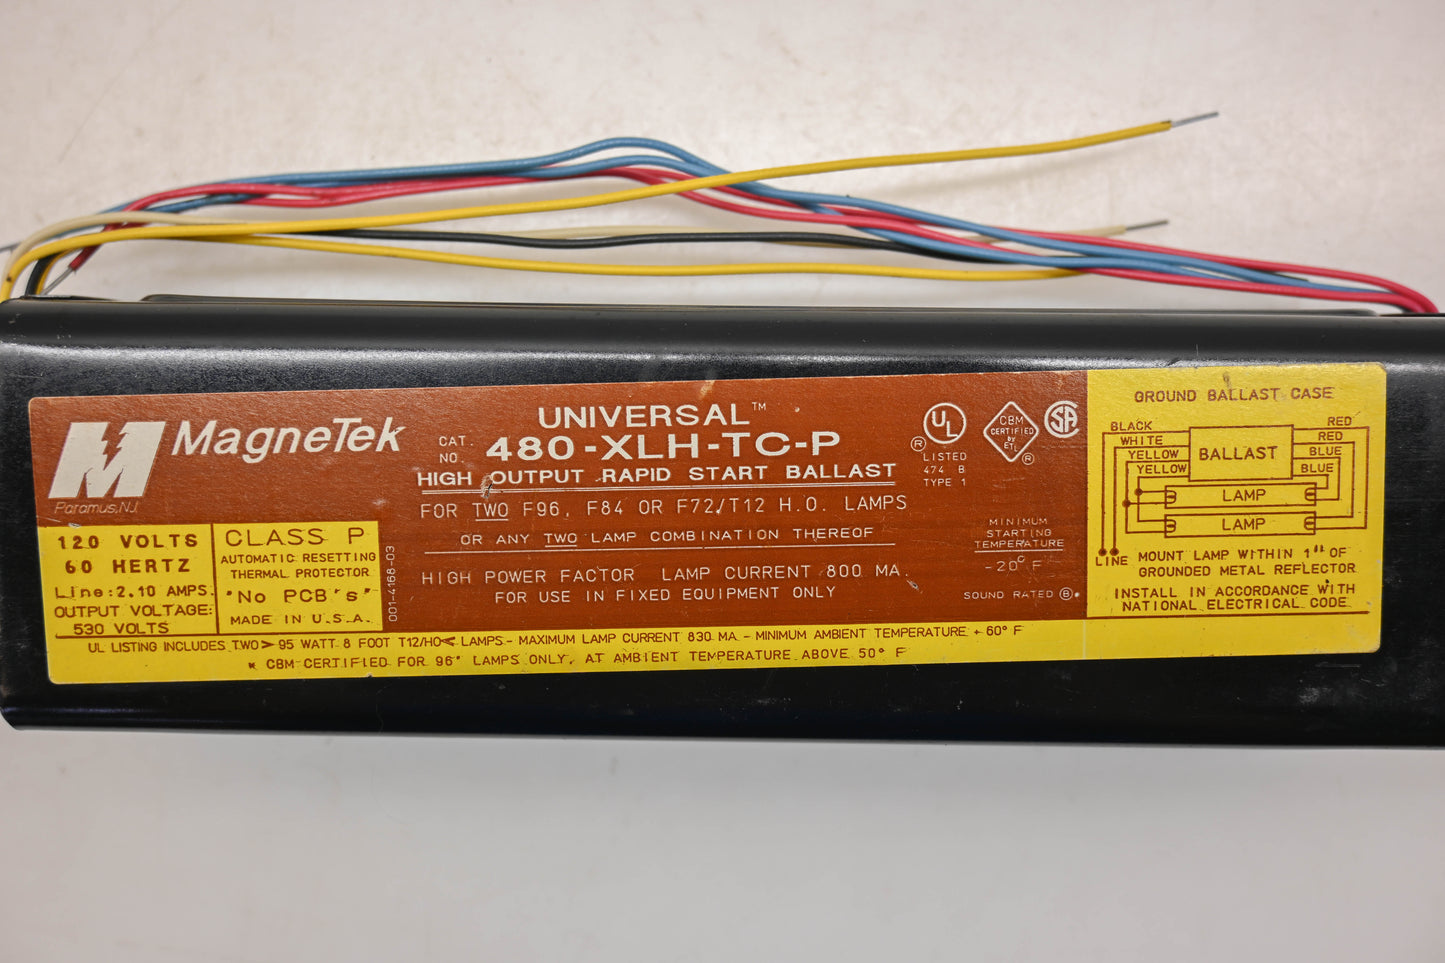 MagneTek
Paramus, N.J.
CAT. NO.
UNIVERSAL™
480-XLH-TC-P
HIGH OUTPUT RAPID START BALLAST
FOR TWO F96, F84 OR F72/T12 H.O. LAMPS
OR ANY TWO LAMP COMBINATION THEREOF
HIGH POWER FACTOR LAMP CURRENT 800 MA.
FOR USE IN FIXED EQUIPMENT ONLY
UL ®
LISTED
474 B
TYPE 1
CBM
CERTIFIED
by
ETL ®
SA
MINIMUM
STARTING
TEMPERATURE
-20° F
SOUND RATED Ⓑ*
120 VOLTS
60 HERTZ
Line: 2.10 AMPS.
OUTPUT VOLTAGE:
530 VOLTS
CLASS P
AUTOMATIC RESETTING
THERMAL PROTECTOR
"No PCB's"
MADE IN U.S.A.
001-4168-03
GROUND BALLAST CASE
BLACK
WHITE
YELLOW
YELLOW
BALLAST
RED
RED
BLUE
BLUE
LAMP
LAMP
LINE
MOUNT LAMP WITHIN 1" OF
GROUNDED METAL REFLECTOR
INSTALL IN ACCORDANCE WITH
NATIONAL ELECTRICAL CODE
UL LISTING INCLUDES TWO > 95 WATT 8 FOOT T12/HO < LAMPS - MAXIMUM LAMP CURRENT 830 MA - MINIMUM AMBIENT TEMPERATURE + 60° F
* CBM CERTIFIED FOR 96" LAMPS ONLY, AT AMBIENT TEMPERATURE ABOVE 50° F